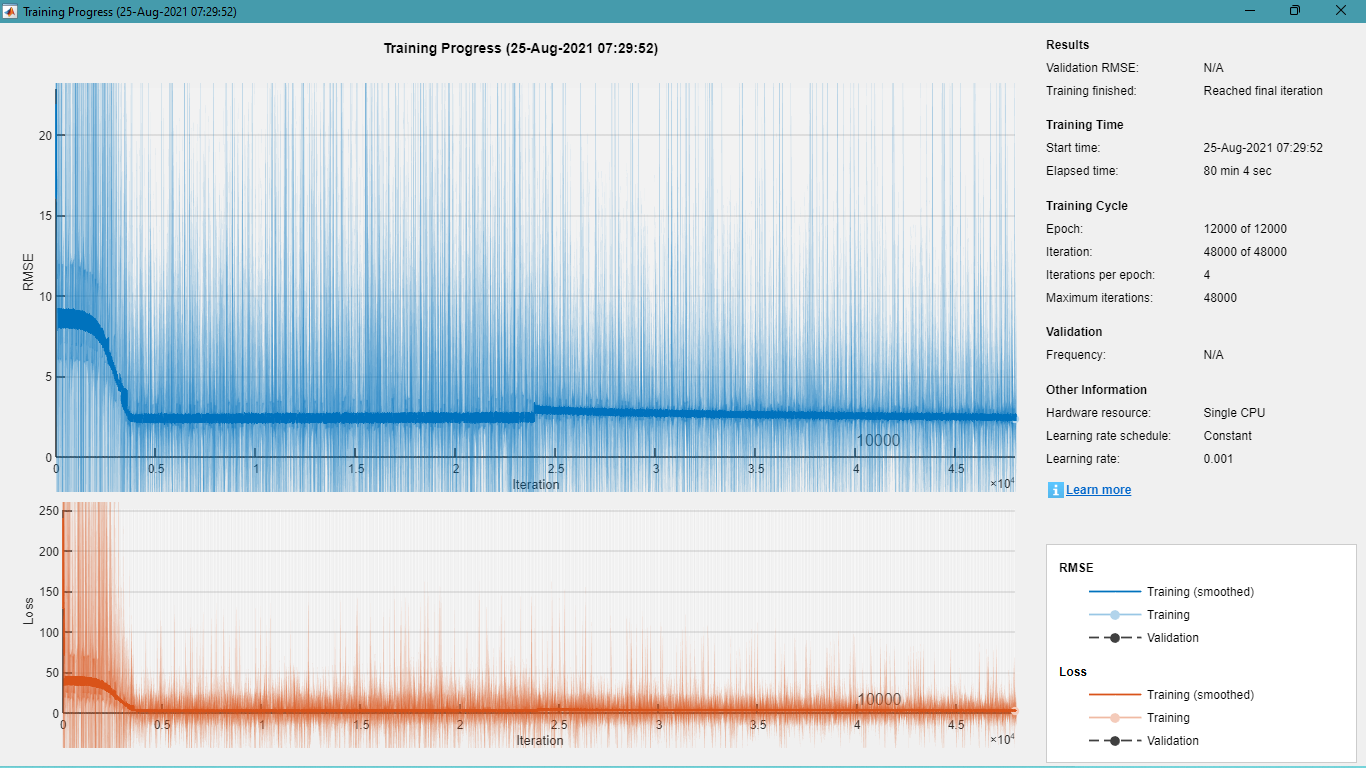 Training Progress (25-Aug-2021 07:29:52)
Training Progress (25-Aug-2021 07:29:52)
RMSE
20
15
10
5
0
0 0.5 1 1.5 2 2.5 3 3.5 4 4.5
10000
Iteration
×10⁴
Loss
250
200
150
100
50
0
0 0.5 1 1.5 2 2.5 3 3.5 4 4.5
10000
Iteration
×10⁴
Results
Validation RMSE: N/A
Training finished: Reached final iteration
Training Time
Start time: 25-Aug-2021 07:29:52
Elapsed time: 80 min 4 sec
Training Cycle
Epoch: 12000 of 12000
Iteration: 48000 of 48000
Iterations per epoch: 4
Maximum iterations: 48000
Validation
Frequency: N/A
Other Information
Hardware resource: Single CPU
Learning rate schedule: Constant
Learning rate: 0.001
i Learn more
RMSE
Training (smoothed)
Training
Validation
Loss
Training (smoothed)
Training
Validation